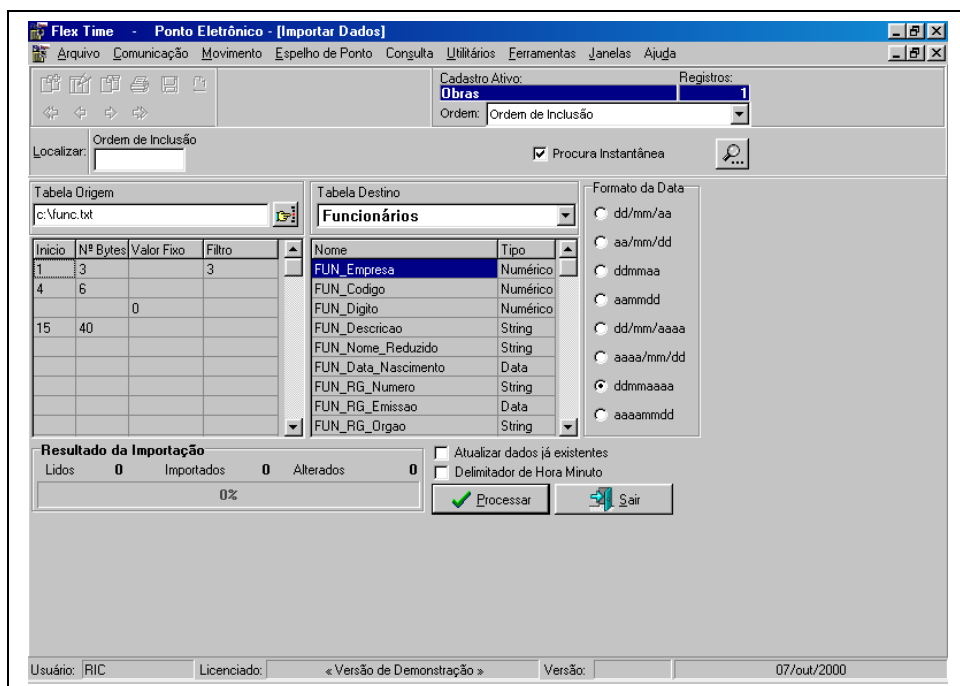 Flex Time - Ponto Eletrônico - [Importar Dados]
Arquivo Comunicação Movimento Espelho de Ponto Consulta Utilitários Ferramentas Janelas Ajuda
Cadastro Ativo: Registros:
Obras 1
Ordem: Ordem de Inclusão
Ordem de Inclusão
Localizar: Procura Instantânea
Tabela Origem Tabela Destino Formato da Data
c:\func.txt Funcionários dd/mm/aa
Inicio Nº Bytes Valor Fixo Filtro Nome Tipo aa/mm/dd
1 3 3 FUN_Empresa Numérico ddmmaa
4 6 FUN_Codigo Numérico aammdd
0 FUN_Digito Numérico
15 40 FUN_Descricao String dd/mm/aaaa
FUN_Nome_Reduzido String
FUN_Data_Nascimento Data aaaa/mm/dd
FUN_RG_Numero String ddmmaaaa
FUN_RG_Emissao Data
FUN_RG_Orgao String aaaammdd
Resultado da Importação Atualizar dados já existentes
Lidos 0 Importados 0 Alterados 0 Delimitador de Hora Minuto
0% Processar Sair
Usuário: RIC Licenciado: « Versão de Demonstração » Versão: 07/out/2000